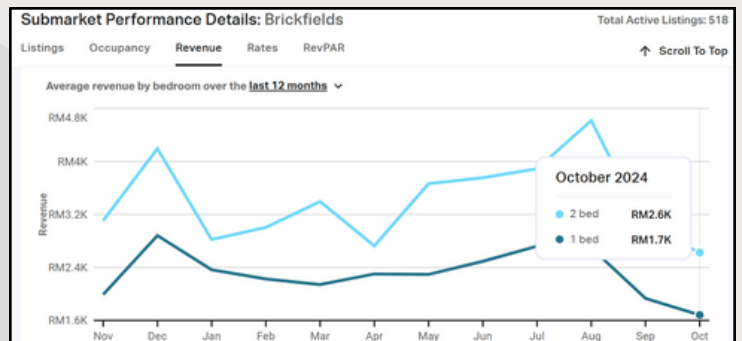 Submarket Performance Details: Brickfields
Total Active Listings: 518
Listings Occupancy Revenue Rates RevPAR
↑ Scroll To Top
Average revenue by bedroom over the last 12 months
RM4.8K
RM4K
RM3.2K
RM2.4K
RM1.6K
Revenue
October 2024
2 bed RM2.6K
1 bed RM1.7K
Nov Dec Jan Feb Mar Apr May Jun Jul Aug Sep Oct